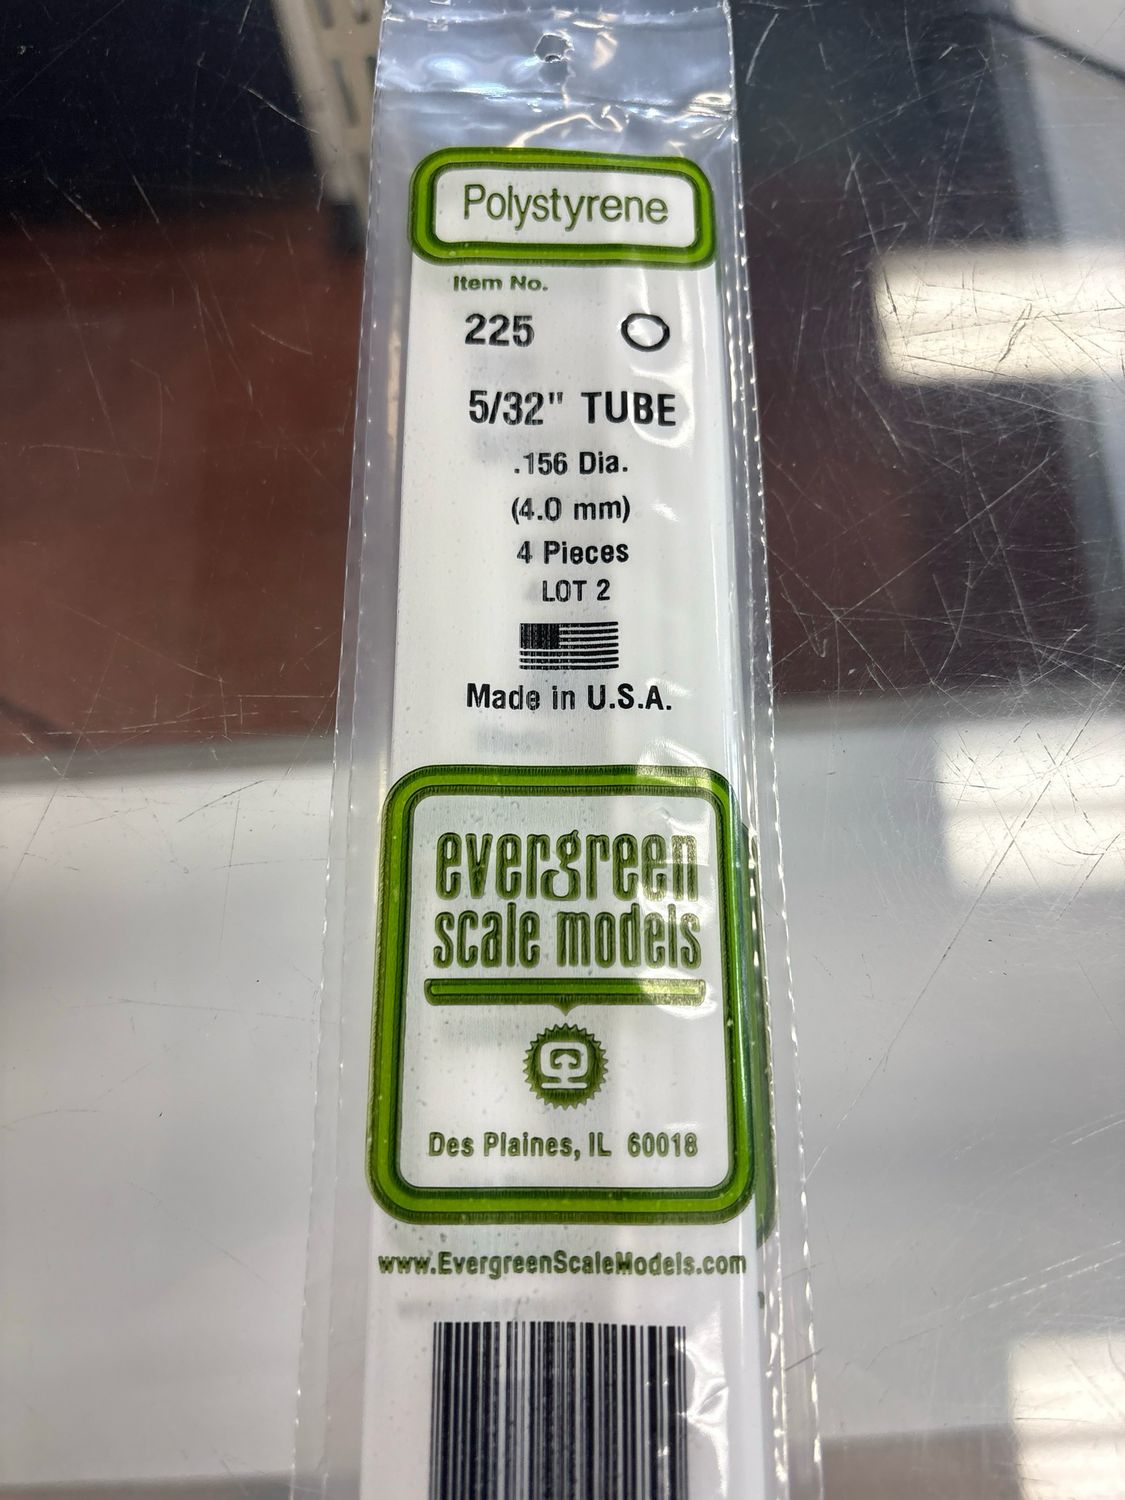 Polystyrene
Item No.
225
5/32" TUBE
.156 Dia.
(4.0 mm)
4 Pieces
LOT 2
Made in U.S.A.
evergreen
scale models
Des Plaines, IL 60018
www.EvergreenScaleModels.com